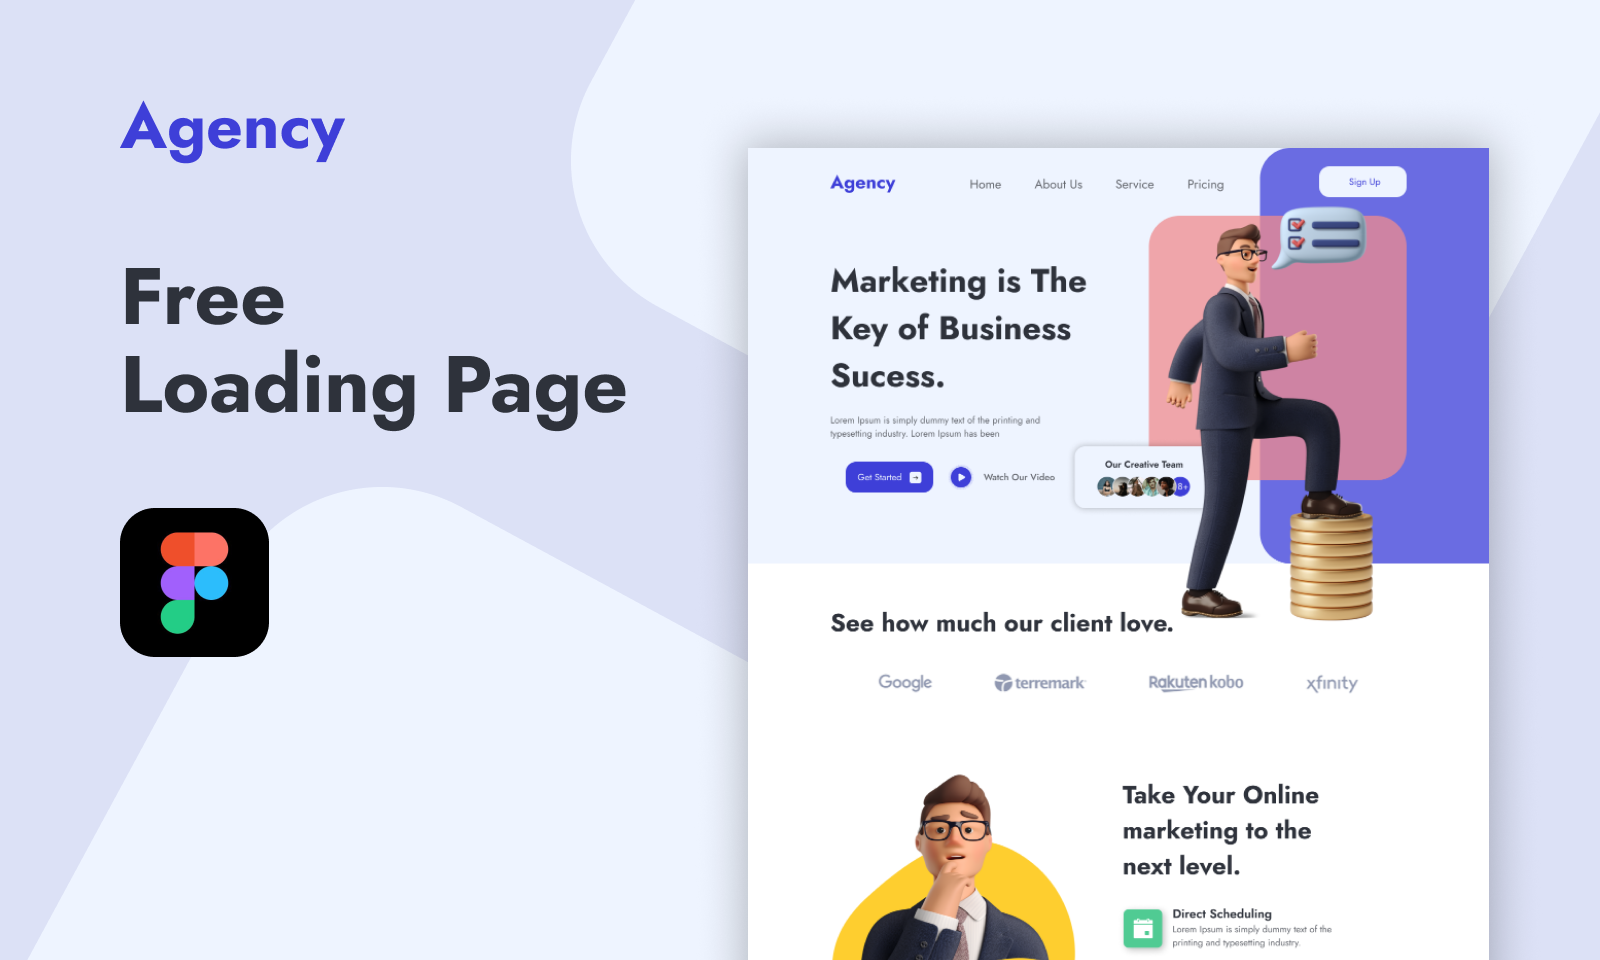 Agency
Free
Loading Page
Agency
Home
About Us
Service
Pricing
Sign Up
Marketing is The
Key of Business
Sucess.
Lorem Ipsum is simply dummy text of the printing and
typesetting industry. Lorem Ipsum has been
Get Started
Watch Our Video
Our Creative Team
8+
See how much our client love.
Google
terremark
Rakuten kobo
xfinity
Take Your Online
marketing to the
next level.
Direct Scheduling
Lorem Ipsum is simply dummy text of the
printing and typesetting industry.